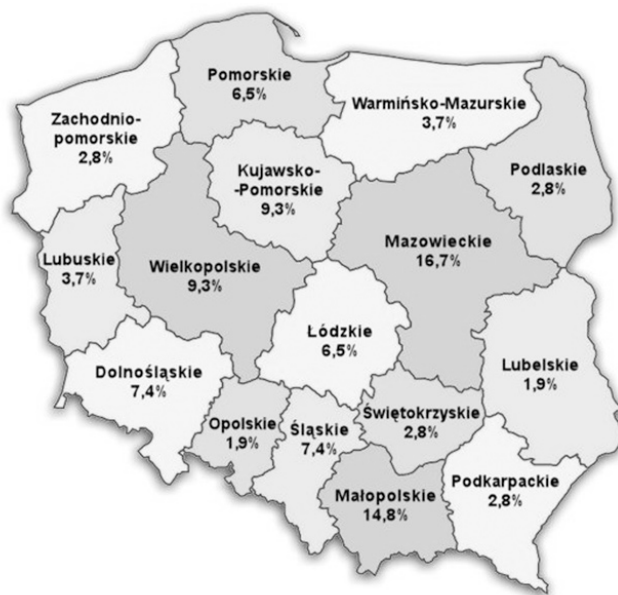 Pomorskie
6,5%
Warmińsko-Mazurskie
3,7%
Zachodnio-
pomorskie
2,8%
Kujawsko-
-Pomorskie
9,3%
Podlaskie
2,8%
Mazowieckie
16,7%
Lubuskie
3,7%
Wielkopolskie
9,3%
Łódzkie
6,5%
Lubelskie
1,9%
Dolnośląskie
7,4%
Opolskie
1,9%
Śląskie
7,4%
Świętokrzyskie
2,8%
Małopolskie
14,8%
Podkarpackie
2,8%